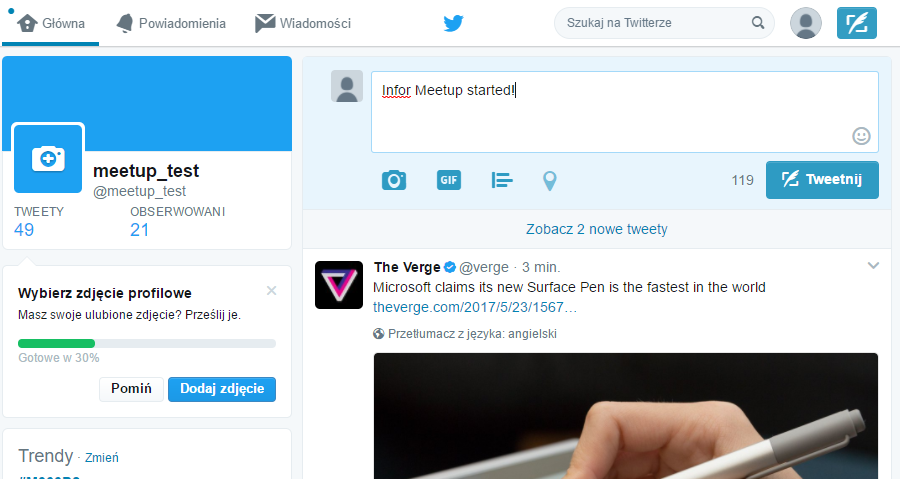 Główna Powiadomienia Wiadomości Szukaj na Twitterze
Infor Meetup started!
GIF
119 Tweetnij
meetup_test
@meetup_test
TWEETY OBSERWOWANI
49 21
Wybierz zdjęcie profilowe
Masz swoje ulubione zdjęcie? Prześlij je.
Gotowe w 30%
Pomiń Dodaj zdjęcie
Trendy · Zmień
Zobacz 2 nowe tweety
The Verge @verge · 3 min.
Microsoft claims its new Surface Pen is the fastest in the world
theverge.com/2017/5/23/1567…
Przetłumacz z języka: angielski